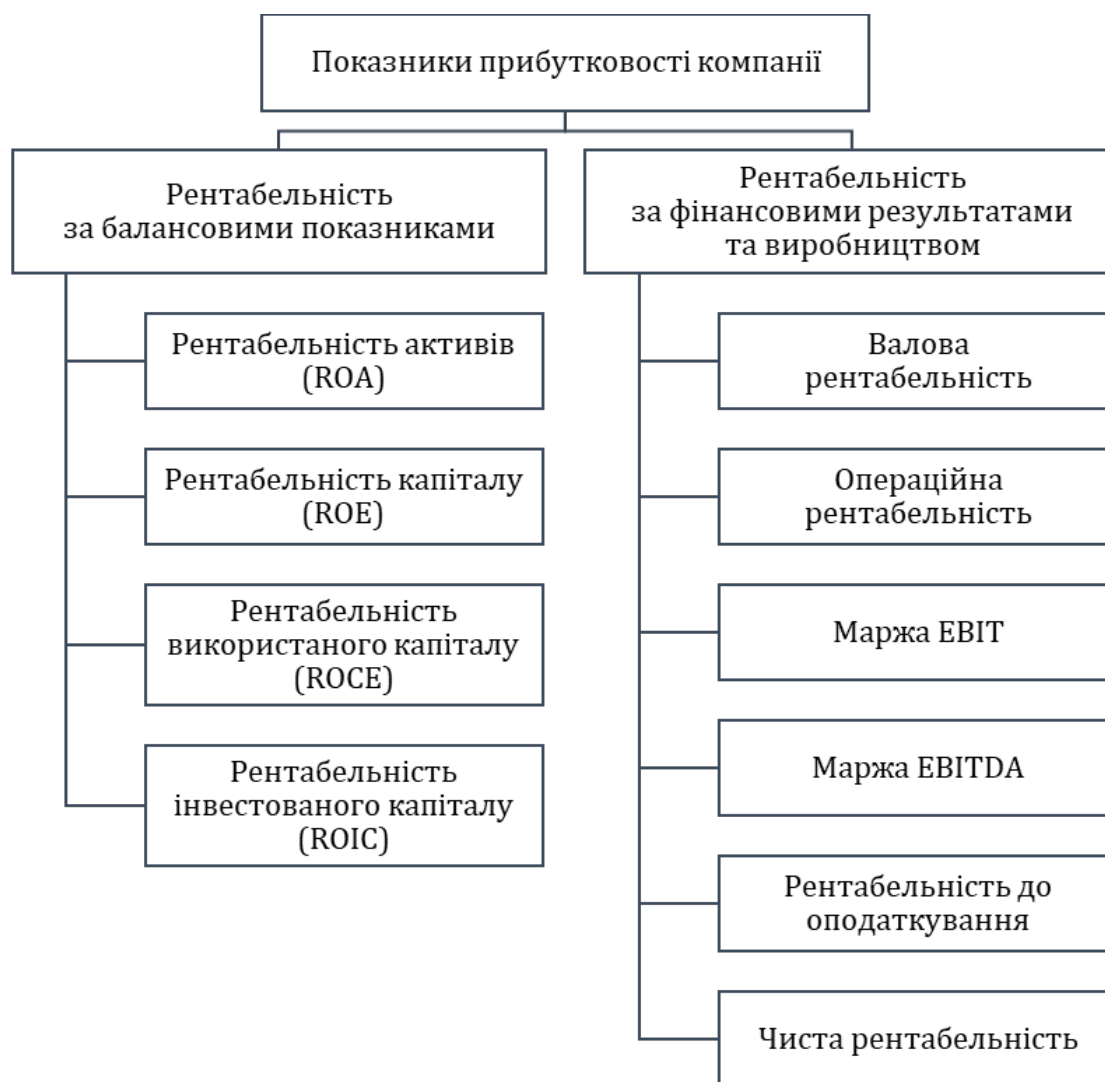 Показники прибутковості компанії
Рентабельність
за балансовими показниками
Рентабельність активів
(ROA)
Рентабельність капіталу
(ROE)
Рентабельність
використаного капіталу
(ROCE)
Рентабельність
інвестованого капіталу
(ROIC)
Рентабельність
за фінансовими результатами
та виробництвом
Валова
рентабельність
Операційна
рентабельність
Маржа EBIT
Маржа EBITDA
Рентабельність до
оподаткування
Чиста рентабельність